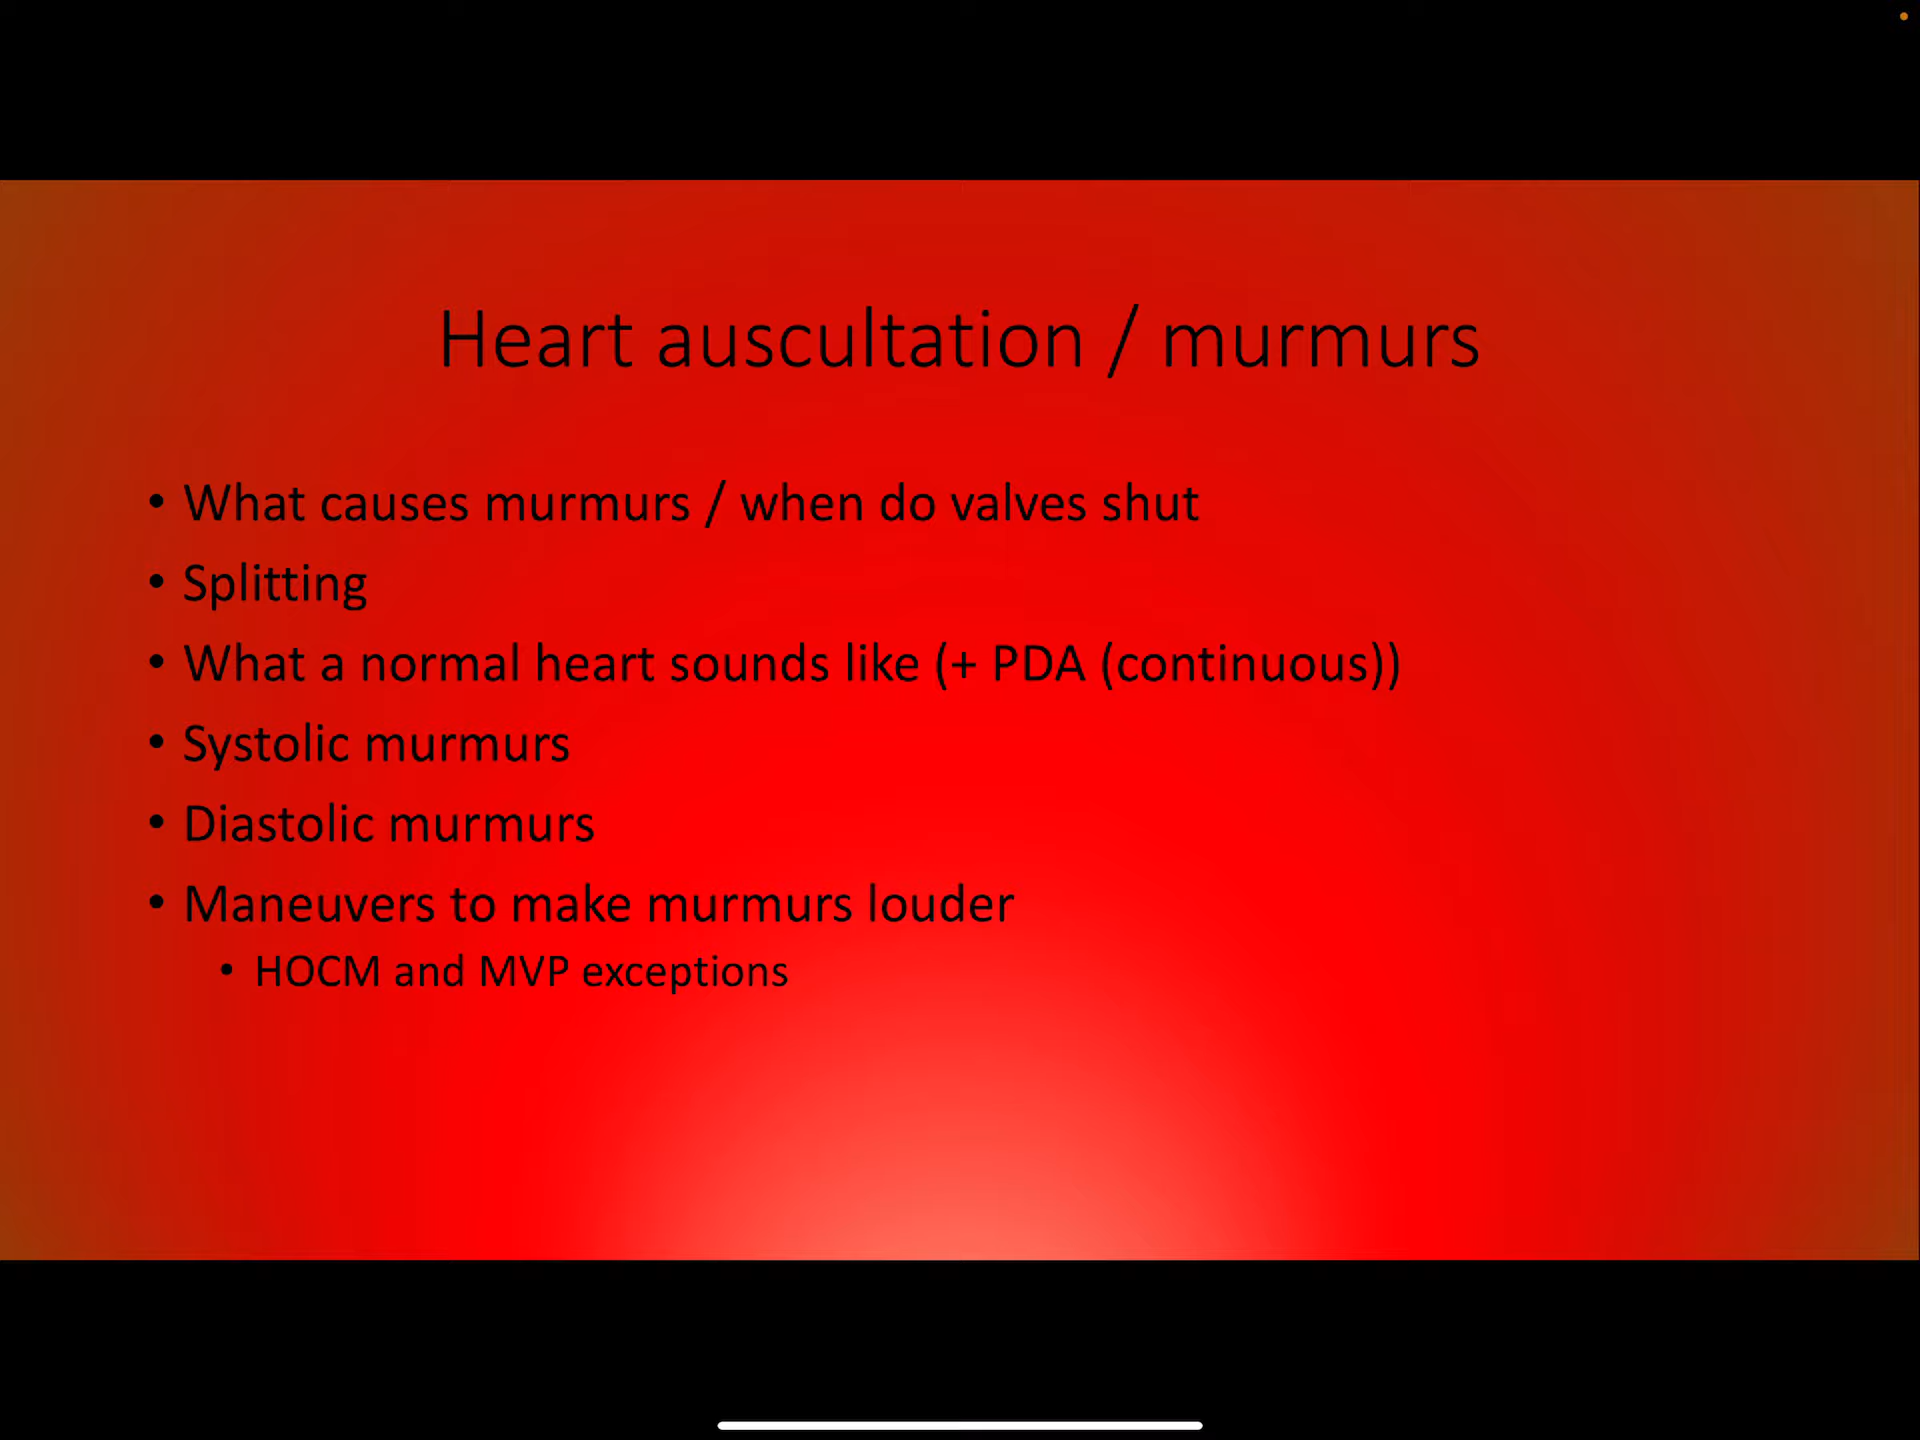 Heart auscultation / murmurs
• What causes murmurs / when do valves shut
• Splitting
• What a normal heart sounds like (+ PDA (continuous))
• Systolic murmurs
• Diastolic murmurs
• Maneuvers to make murmurs louder
• HOCM and MVP exceptions